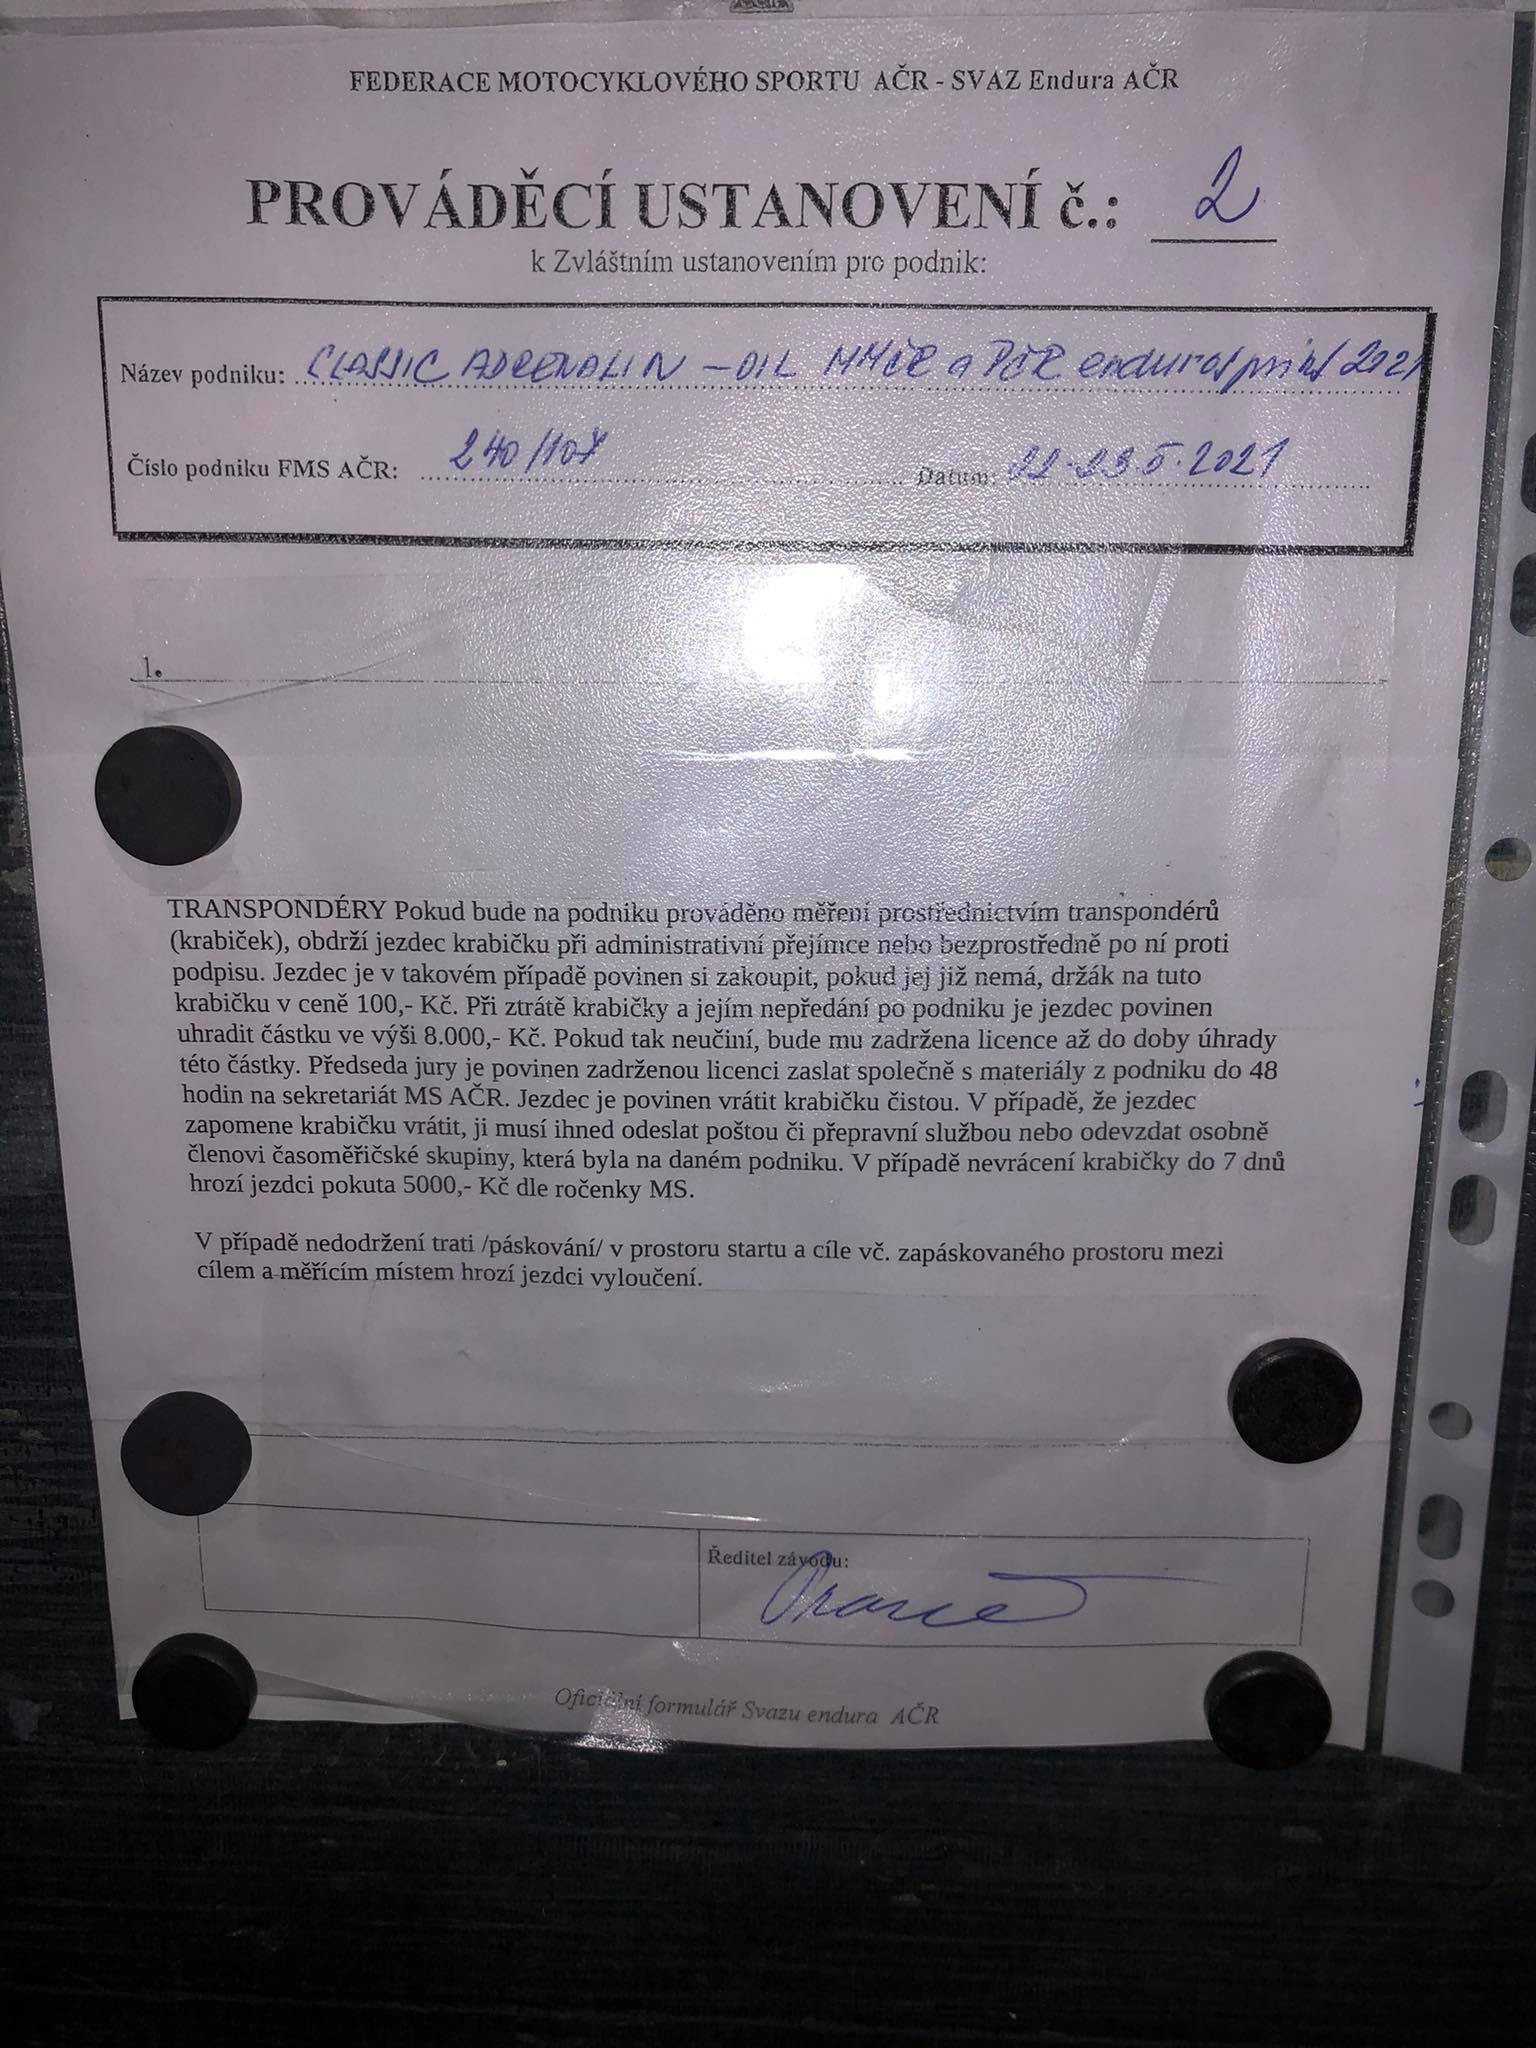 FEDERACE MOTOCYKLOVÉHO SPORTU AČR - SVAZ Endura AČR
PROVÁDĚCÍ USTANOVENÍ č.: 2
k Zvláštním ustanovením pro podnik:
Název podniku: CLASSIC ADRENALIN - OIL MMČR a PČR endurosprint 2021
Číslo podniku FMS AČR: 240/107 Datum: 22-23.5.2021
1.
TRANSPONDÉRY Pokud bude na podniku prováděno měření prostřednictvím transpondérů
(krabiček), obdrží jezdec krabičku při administrativní přejímce nebo bezprostředně po ní proti
podpisu. Jezdec je v takovém případě povinen si zakoupit, pokud jej již nemá, držák na tuto
krabičku v ceně 100,- Kč. Při ztrátě krabičky a jejím nepředání po podniku je jezdec povinen
uhradit částku ve výši 8.000,- Kč. Pokud tak neučiní, bude mu zadržena licence až do doby úhrady
této částky. Předseda jury je povinen zadrženou licenci zaslat společně s materiály z podniku do 48
hodin na sekretariát MS AČR. Jezdec je povinen vrátit krabičku čistou. V případě, že jezdec
zapomene krabičku vrátit, ji musí ihned odeslat poštou či přepravní službou nebo odevzdat osobně
členovi časoměřičské skupiny, která byla na daném podniku. V případě nevrácení krabičky do 7 dnů
hrozí jezdci pokuta 5000,- Kč dle ročenky MS.
V případě nedodržení trati /páskování/ v prostoru startu a cíle vč. zapáskovaného prostoru mezi
cílem a měřícím místem hrozí jezdci vyloučení.
Ředitel závodu:
Oficiální formulář Svazu endura AČR